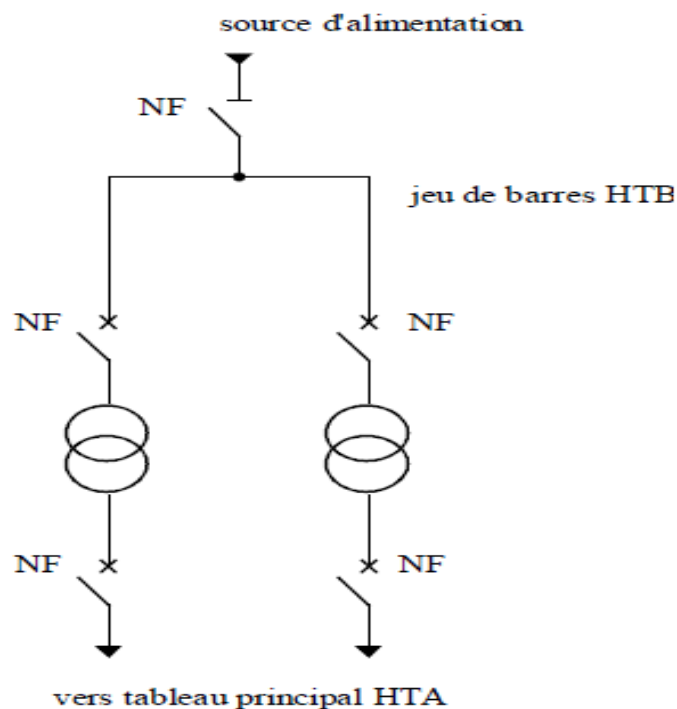 source d'alimentation
NF
jeu de barres HTB
NF NF
NF NF
vers tableau principal HTA